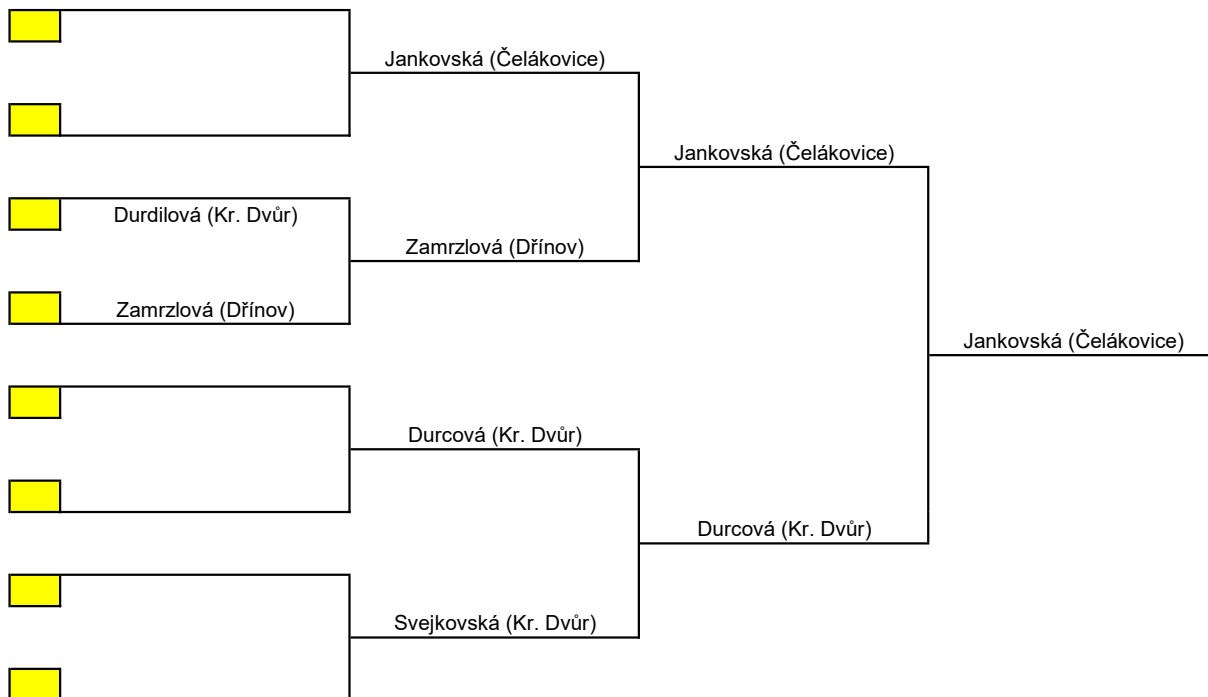 Jankovská (Čelákovice)
Jankovská (Čelákovice)
Durdilová (Kr. Dvůr)
Zamrzlová (Dřínov)
Zamrzlová (Dřínov)
Jankovská (Čelákovice)
Durcová (Kr. Dvůr)
Durcová (Kr. Dvůr)
Svejkovská (Kr. Dvůr)